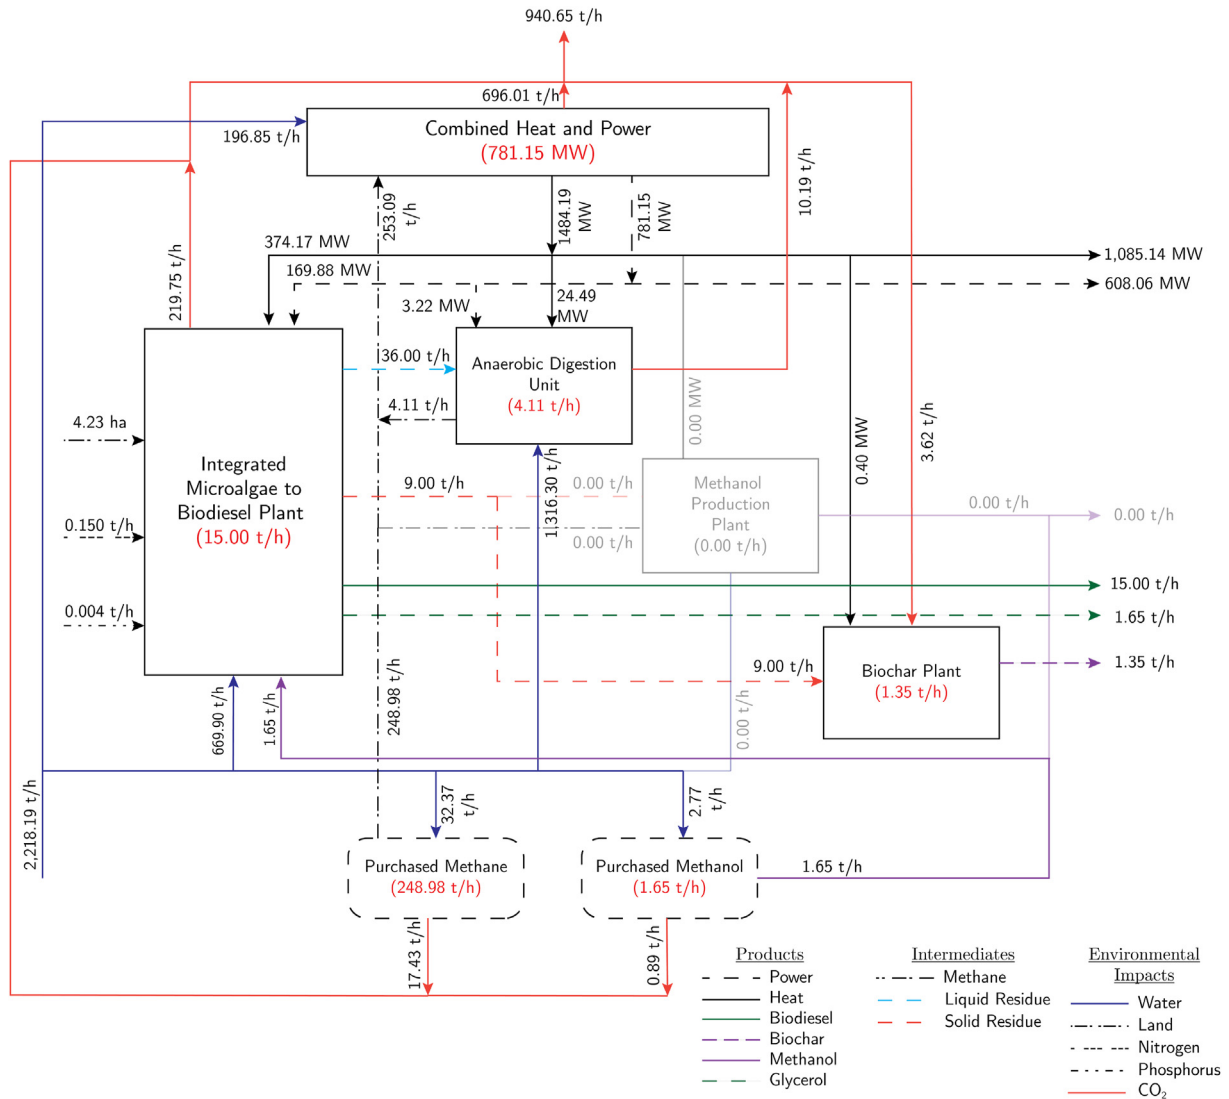 940.65 t/h
696.01 t/h
Combined Heat and Power
(781.15 MW)
196.85 t/h
10.19 t/h
253.09
t/h
1484.19
MW
781.15
MW
374.17 MW
1,085.14 MW
169.88 MW
608.06 MW
219.75 t/h
3.22 MW
24.49
MW
36.00 t/h
Anaerobic Digestion
Unit
(4.11 t/h)
4.11 t/h
4.23 ha
0.00 MW
0.40 MW
3.62 t/h
Integrated
Microalgae to
Biodiesel Plant
(15.00 t/h)
9.00 t/h
0.00 t/h
1,316.30 t/h
Methanol
Production
Plant
(0.00 t/h)
0.00 t/h
0.00 t/h
0.00 t/h
0.150 t/h
15.00 t/h
0.004 t/h
1.65 t/h
9.00 t/h
Biochar Plant
(1.35 t/h)
1.35 t/h
669.90 t/h
1.65 t/h
248.98 t/h
0.00 t/h
2,218.19 t/h
32.37
t/h
2.77
t/h
Purchased Methane
(248.98 t/h)
Purchased Methanol
(1.65 t/h)
1.65 t/h
17.43 t/h
0.89 t/h
Products
Power
Heat
Biodiesel
Biochar
Methanol
Glycerol
Intermediates
Methane
Liquid Residue
Solid Residue
Environmental
Impacts
Water
Land
Nitrogen
Phosphorus
CO₂